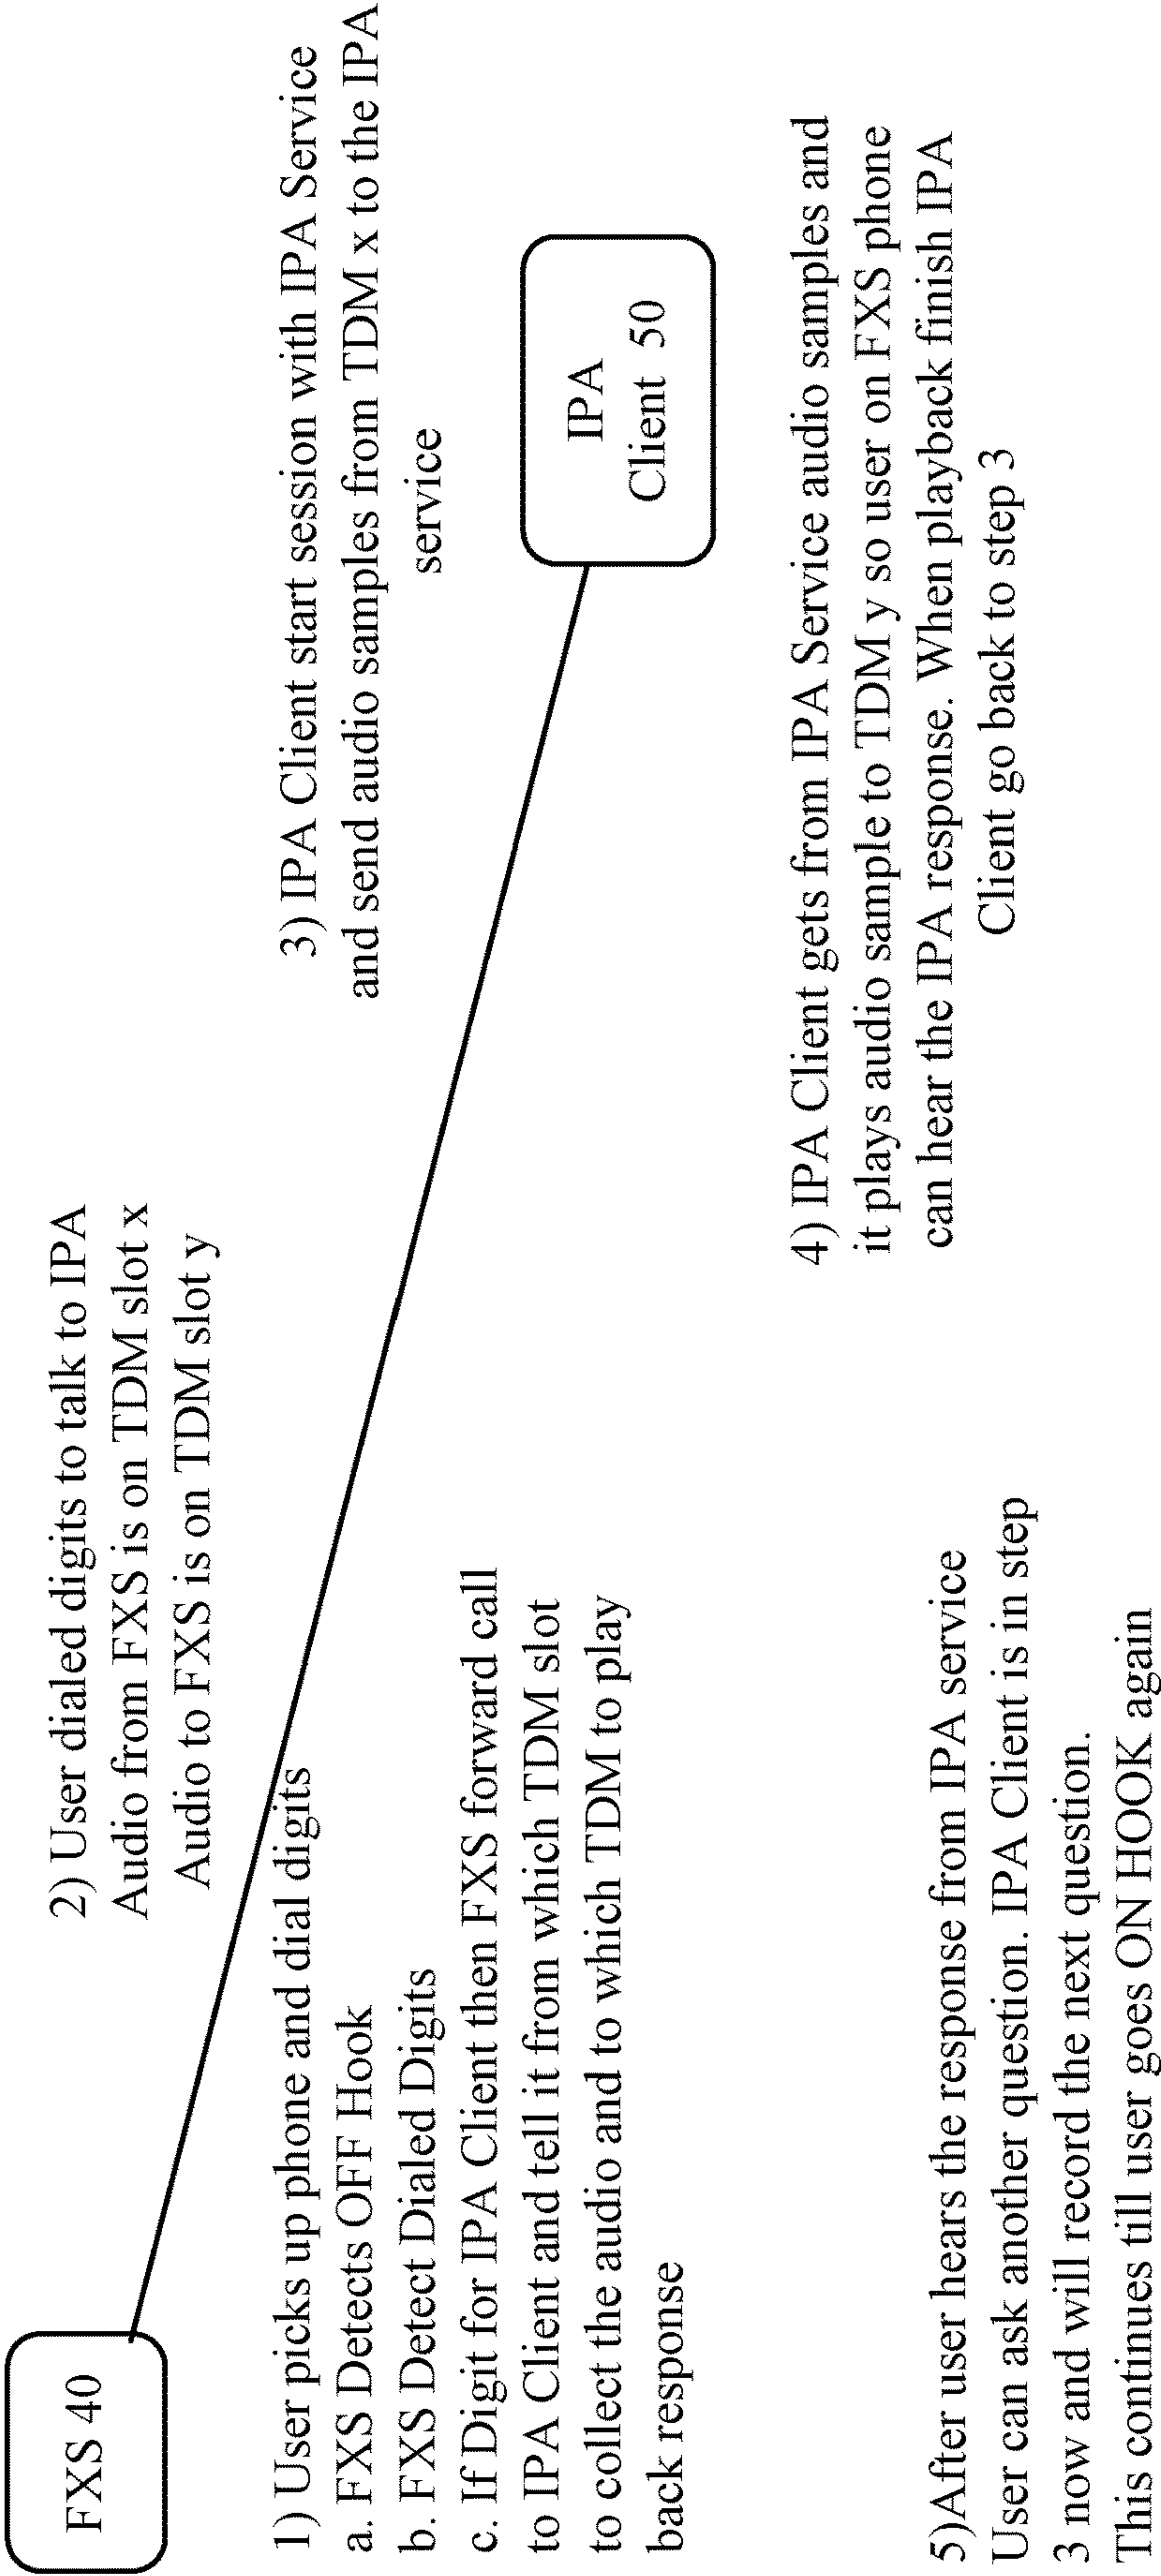 FXS 40
2) User dialed digits to talk to IPA
Audio from FXS is on TDM slot x
Audio to FXS is on TDM slot y
1) User picks up phone and dial digits
a. FXS Detects OFF Hook
b. FXS Detect Dialed Digits
c. If Digit for IPA Client then FXS forward call
to IPA Client and tell it from which TDM slot
to collect the audio and to which TDM to play
back response
3) IPA Client start session with IPA Service
and send audio samples from TDM x to the IPA
service
IPA
Client 50
4) IPA Client gets from IPA Service audio samples and
it plays audio sample to TDM y so user on FXS phone
can hear the IPA response. When playback finish IPA
Client go back to step 3
5)After user hears the response from IPA service
User can ask another question. IPA Client is in step
3 now and will record the next question.
This continues till user goes ON HOOK again